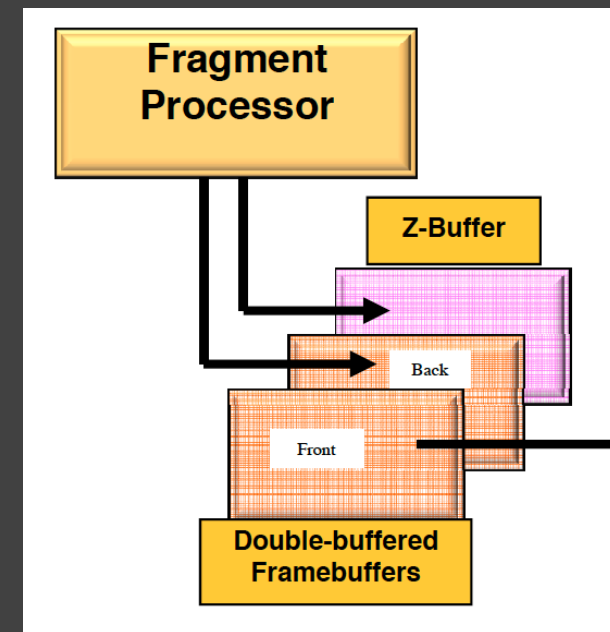 Fragment
Processor
Z-Buffer
Back
Front
Double-buffered
Framebuffers